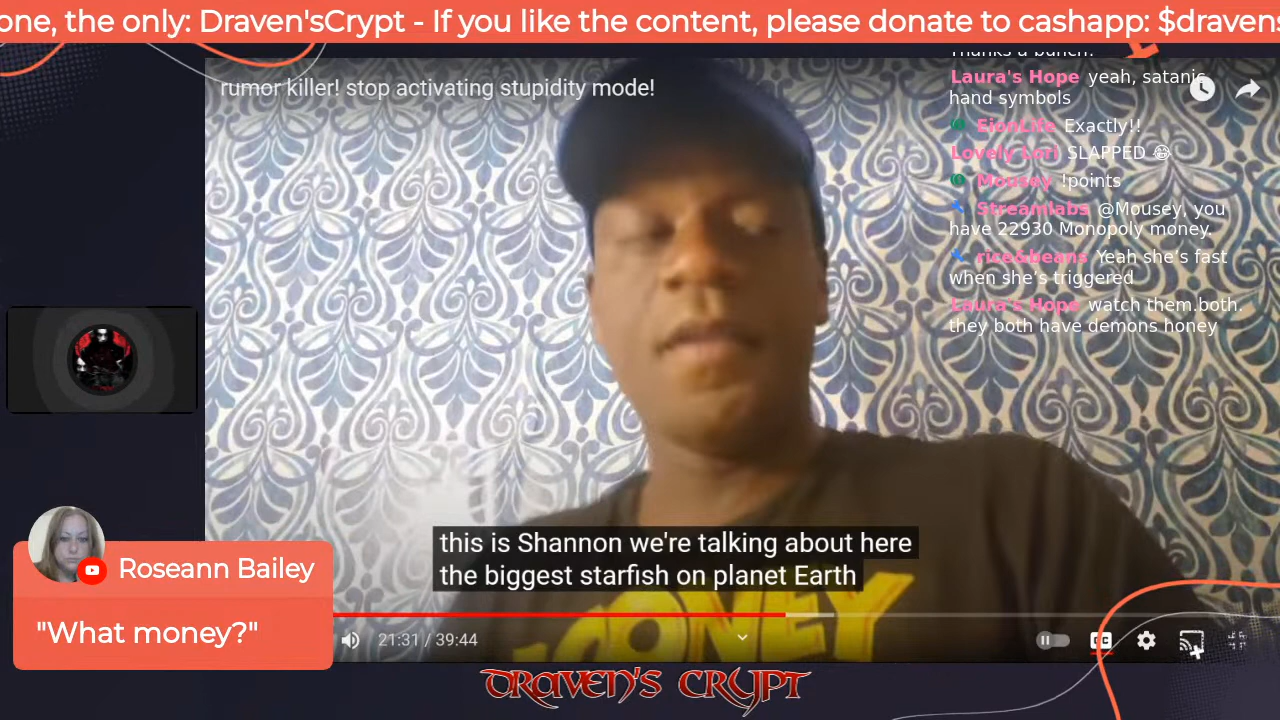 one, the only: Draven'sCrypt - If you like the content, please donate to cashapp: $dravens
Thanks a bunch!
rumor killer! stop activating stupidity mode!
Laura's Hope yeah, satanic
hand symbols
EionLife Exactly!!
Lovely Lori SLAPPED 😂
Mousey !points
Streamlabs @Mousey, you
have 22930 Monopoly money.
rice&beans Yeah she's fast
when she's triggered
Laura's Hope watch them.both.
they both have demons honey
this is Shannon we're talking about here
the biggest starfish on planet Earth
Roseann Bailey
"What money?"
OONEY
21:31 / 39:44
CC
DRAVEN'S CRYPT